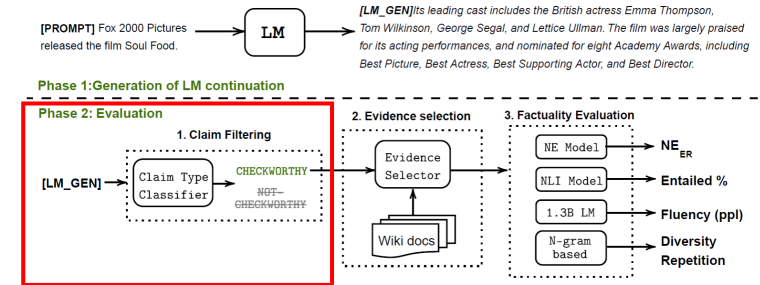 [PROMPT] Fox 2000 Pictures
released the film Soul Food.
LM
[LM_GEN]Its leading cast includes the British actress Emma Thompson,
Tom Wilkinson, George Segal, and Lettice Ullman. The film was largely praised
for its acting performances, and nominated for eight Academy Awards, including
Best Picture, Best Actress, Best Supporting Actor, and Best Director.
Phase 1:Generation of LM continuation
Phase 2: Evaluation
1. Claim Filtering
[LM_GEN]
Claim Type
Classifier
CHECKWORTHY
NOT-
CHECKWORTHY
2. Evidence selection
Evidence
Selector
Wiki docs
3. Factuality Evaluation
NE Model
NE ER
NLI Model
Entailed %
1.3B LM
Fluency (ppl)
N-gram
based
Diversity
Repetition